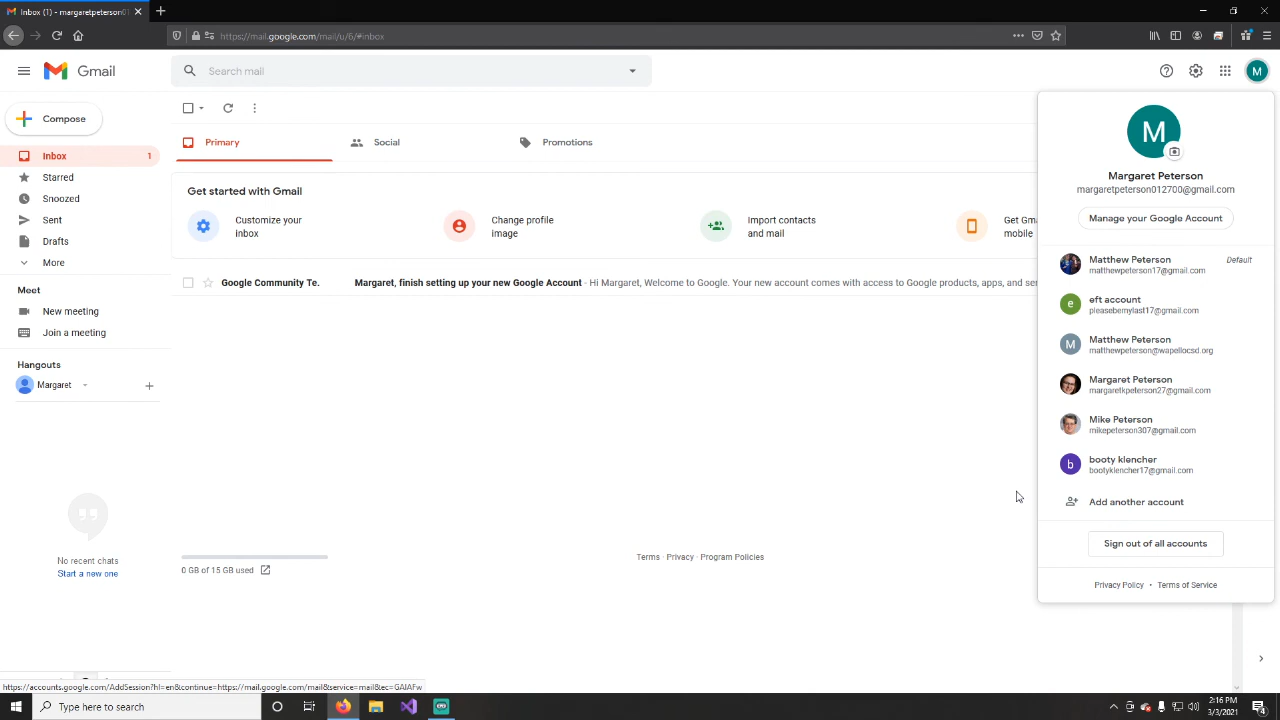 Inbox (1) - margaretpeterson01
https://mail.google.com/mail/u/6/#inbox
Gmail
Search mail
M
Compose
Inbox 1
Starred
Snoozed
Sent
Drafts
More
Meet
New meeting
Join a meeting
Hangouts
Margaret
No recent chats
Start a new one
Primary
Social
Promotions
Get started with Gmail
Customize your
inbox
Change profile
image
Import contacts
and mail
Get Gma
mobile
Google Community Te. Margaret, finish setting up your new Google Account - Hi Margaret, Welcome to Google. Your new account comes with access to Google products, apps, and ser
0 GB of 15 GB used
Terms · Privacy · Program Policies
M
Margaret Peterson
margaretpeterson012700@gmail.com
Manage your Google Account
Matthew Peterson Default
matthewpeterson17@gmail.com
e
eft account
pleasebemylast17@gmail.com
M
Matthew Peterson
matthewpeterson@wapellocsd.org
Margaret Peterson
margaretkpeterson27@gmail.com
Mike Peterson
mikepeterson307@gmail.com
b
booty klencher
bootyklencher17@gmail.com
Add another account
Sign out of all accounts
Privacy Policy • Terms of Service
https://accounts.google.com/AddSession?hl=en&continue=https://mail.google.com/mail&service=mail&ec=GAlAFw
Type here to search
2:16 PM
3/3/2021
4